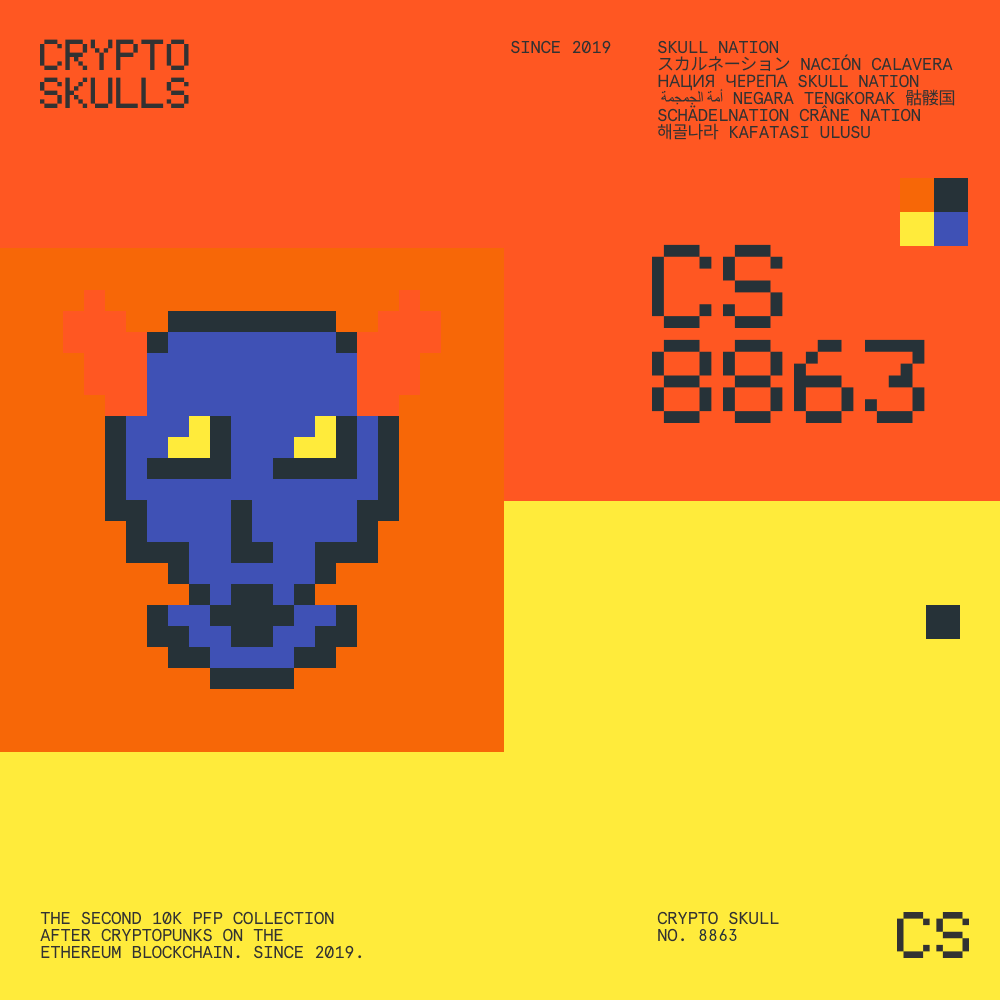 CRYPTO
SKULLS
SINCE 2019
SKULL NATION
スカルネーション NACIÓN CALAVERA
НАЦИЯ ЧЕРЕПА SKULL NATION
أمة الجمجمة NEGARA TENGKORAK 骷髅国
SCHÄDELNATION CRÂNE NATION
해골나라 KAFATASI ULUSU
CS
8863
THE SECOND 10K PFP COLLECTION
AFTER CRYPTOPUNKS ON THE
ETHEREUM BLOCKCHAIN. SINCE 2019.
CRYPTO SKULL
NO. 8863
CS